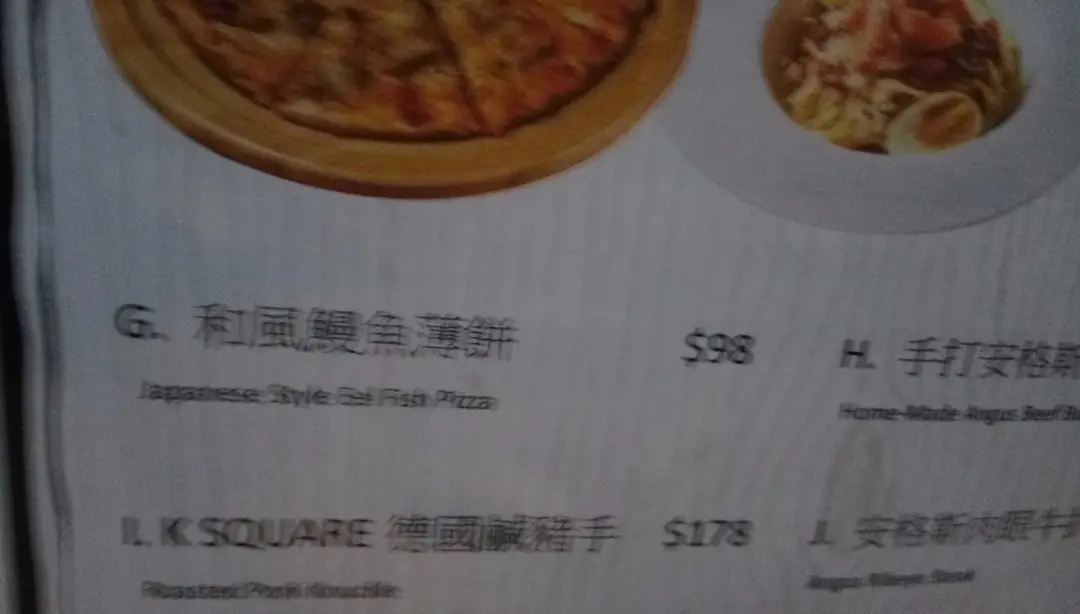 G. 和風鰻魚薄餅 $98
Japanese Style Eel Fish Pizza
H. 手打安格斯
Home-Made Angus Beef
I. K SQUARE 德國鹹豬手 $178
Roasted Pork Knuckle
J. 安格斯肉眼牛
Angus Ribeye Steak